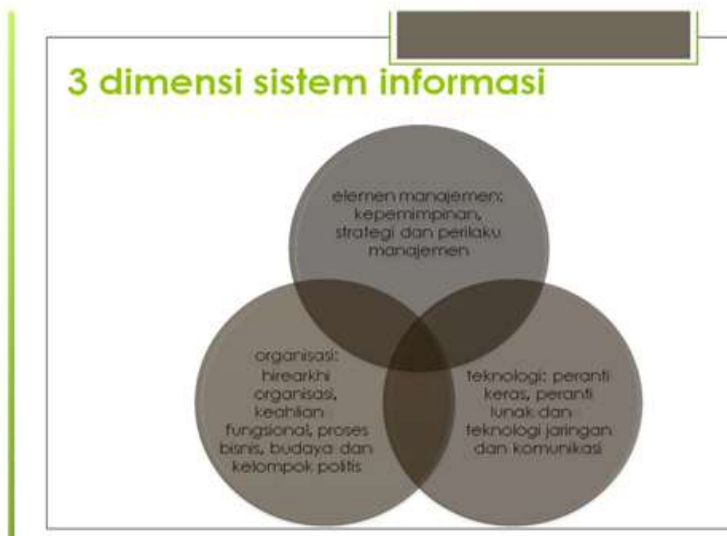 3 dimensi sistem informasi
elemen manajemen:
kepemimpinan,
strategi dan perilaku
manajemen
organisasi:
hirearkhi
organisasi,
keahlian
fungsional, proses
bisnis, budaya dan
kelompok politis
teknologi: peranti
keras, peranti
lunak dan
teknologi jaringan
dan komunikasi